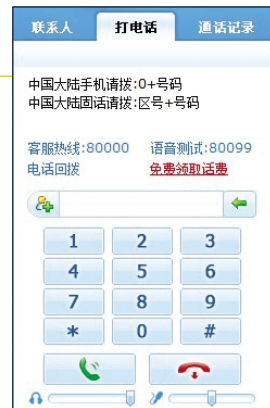 联系人 打电话 通话记录
中国大陆手机请拨:0+号码
中国大陆固话请拨:区号+号码
客服热线:80000 语音测试:80099
电话回拨 免费领取话费
1 2 3
4 5 6
7 8 9
* 0 #